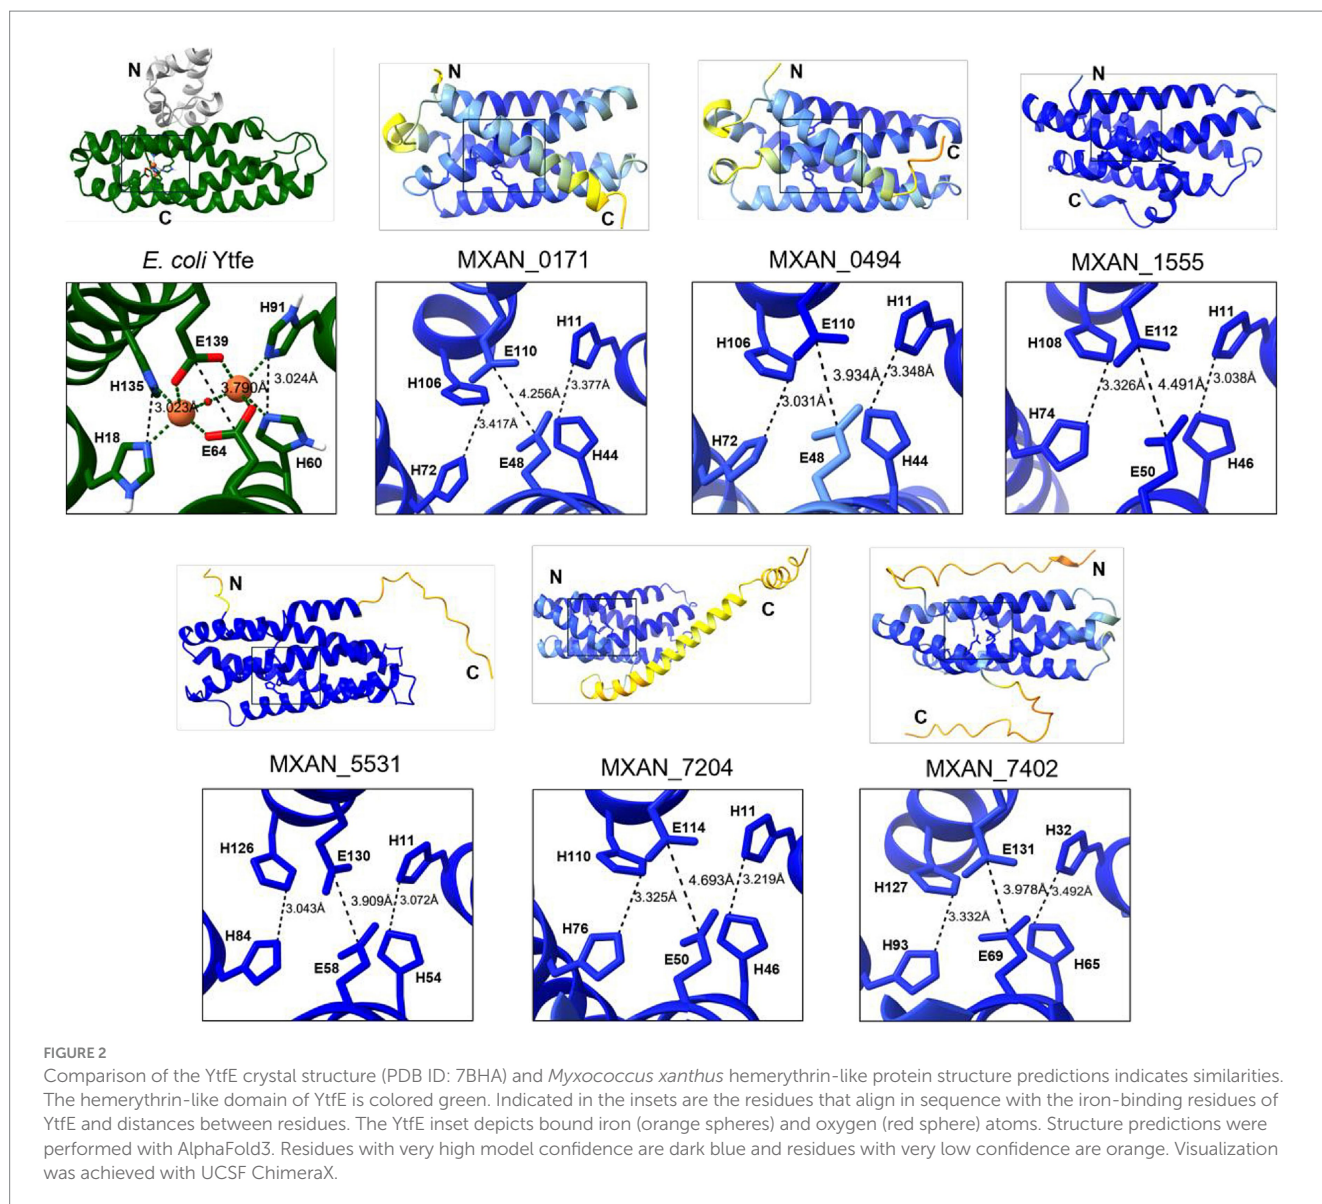 N
C
N
C
N
C
N
C
E. coli Ytfe
MXAN_0171
MXAN_0494
MXAN_1555
H91
E139
3.790Å
3.024Å
H135
3.023Å
H18
E64
H60
H11
E110
H106
3.377Å
4.256Å
3.417Å
H72
E48
H44
H11
E110
H106
3.934Å
3.348Å
3.031Å
H72
E48
H44
H11
E112
H108
3.326Å
4.491Å
3.038Å
H74
E50
H46
N
C
N
C
N
C
MXAN_5531
MXAN_7204
MXAN_7402
H11
H126
E130
3.043Å
3.909Å
3.072Å
H84
E58
H54
H11
E114
H110
4.693Å
3.219Å
3.325Å
H76
E50
H46
H32
E131
H127
3.978Å
3.492Å
3.332Å
H93
E69
H65
FIGURE 2
Comparison of the YtfE crystal structure (PDB ID: 7BHA) and Myxococcus xanthus hemerythrin-like protein structure predictions indicates similarities.
The hemerythrin-like domain of YtfE is colored green. Indicated in the insets are the residues that align in sequence with the iron-binding residues of
YtfE and distances between residues. The YtfE inset depicts bound iron (orange spheres) and oxygen (red sphere) atoms. Structure predictions were
performed with AlphaFold3. Residues with very high model confidence are dark blue and residues with very low confidence are orange. Visualization
was achieved with UCSF ChimeraX.